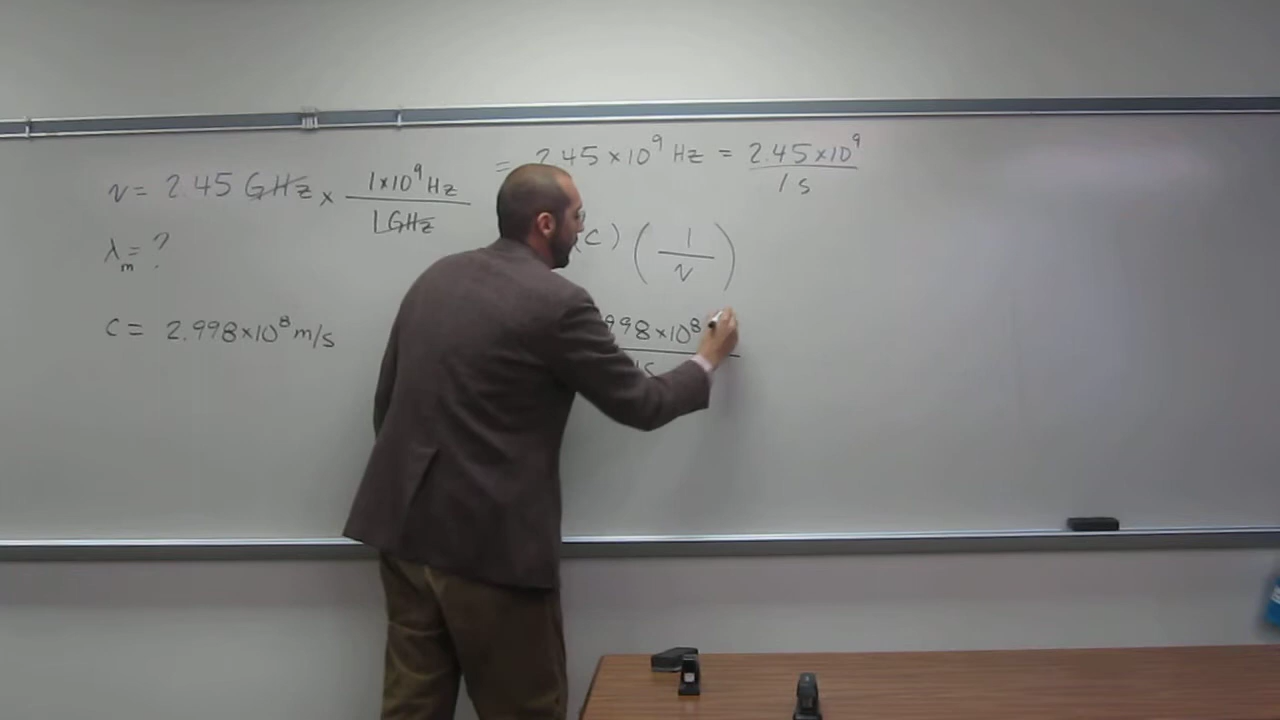 ν = 2.45 GHz × 1×10⁹ Hz / 1 GHz
= 2.45×10⁹ Hz = 2.45×10⁹ / 1 s
λ = ?
m
(c) (1/ν)
c = 2.998×10⁸ m/s
998×10⁸